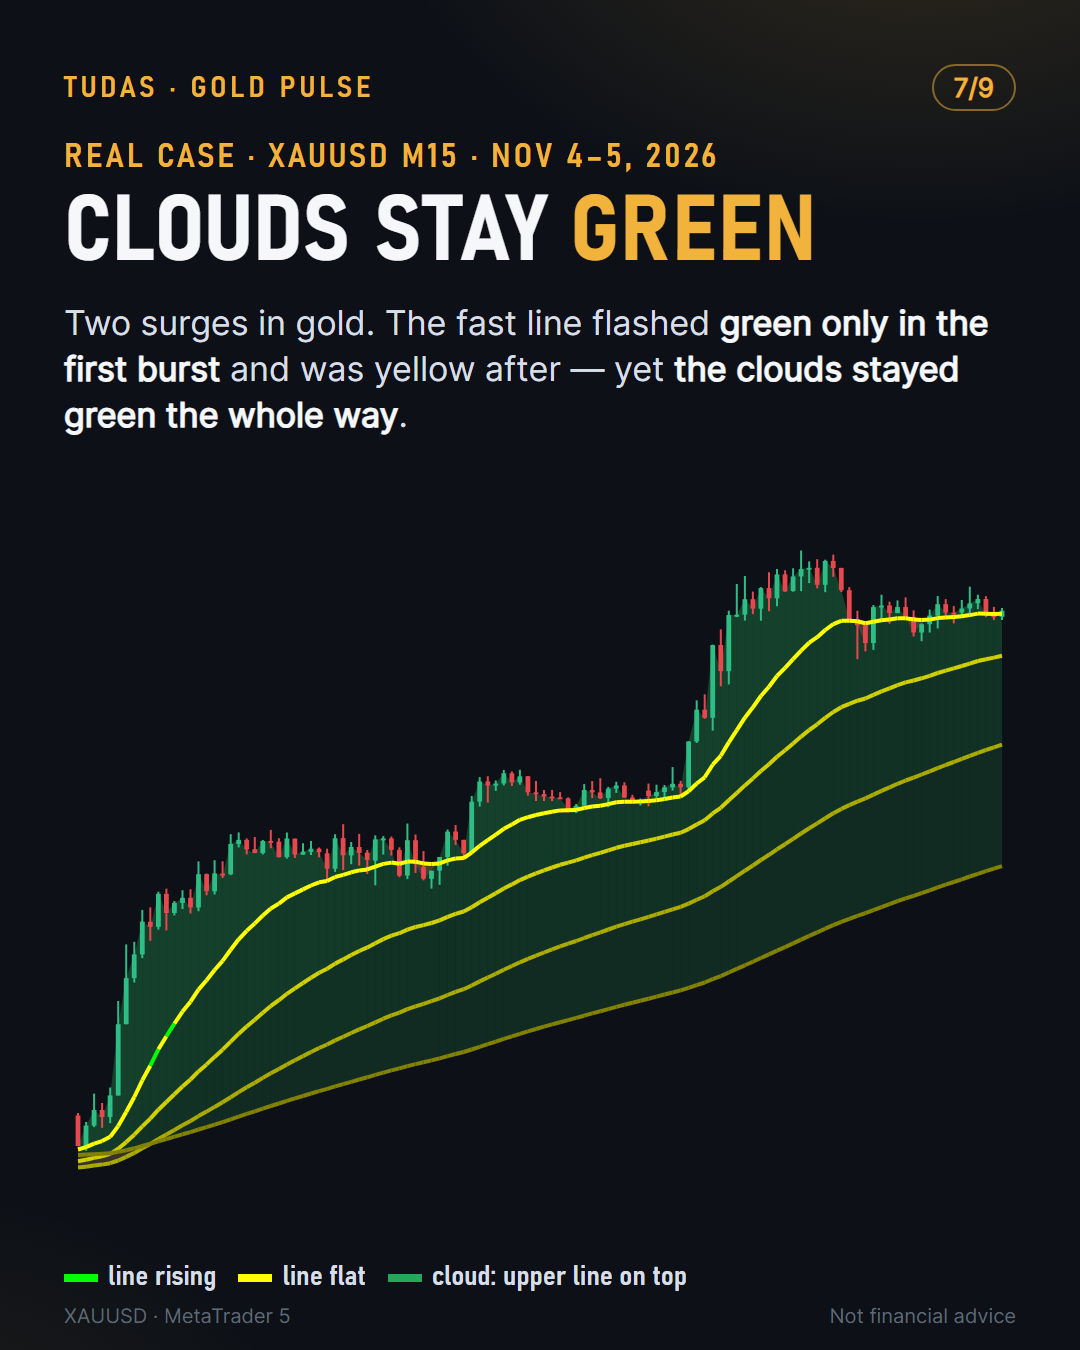 TUDAS · GOLD PULSE
7/9
REAL CASE · XAUUSD M15 · NOV 4–5, 2026
CLOUDS STAY GREEN
Two surges in gold. The fast line flashed green only in the
first burst and was yellow after — yet the clouds stayed
green the whole way.
line rising line flat cloud: upper line on top
XAUUSD · MetaTrader 5
Not financial advice